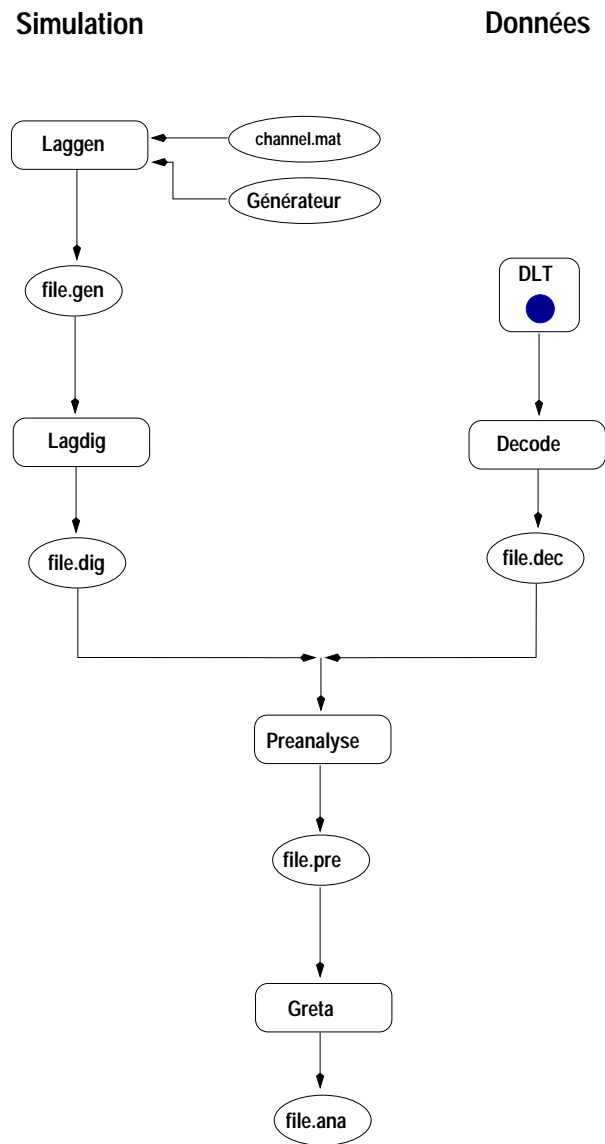 Simulation
Données
Laggen
channel.mat
Générateur
file.gen
DLT
Lagdig
Decode
file.dig
file.dec
Preanalyse
file.pre
Greta
file.ana